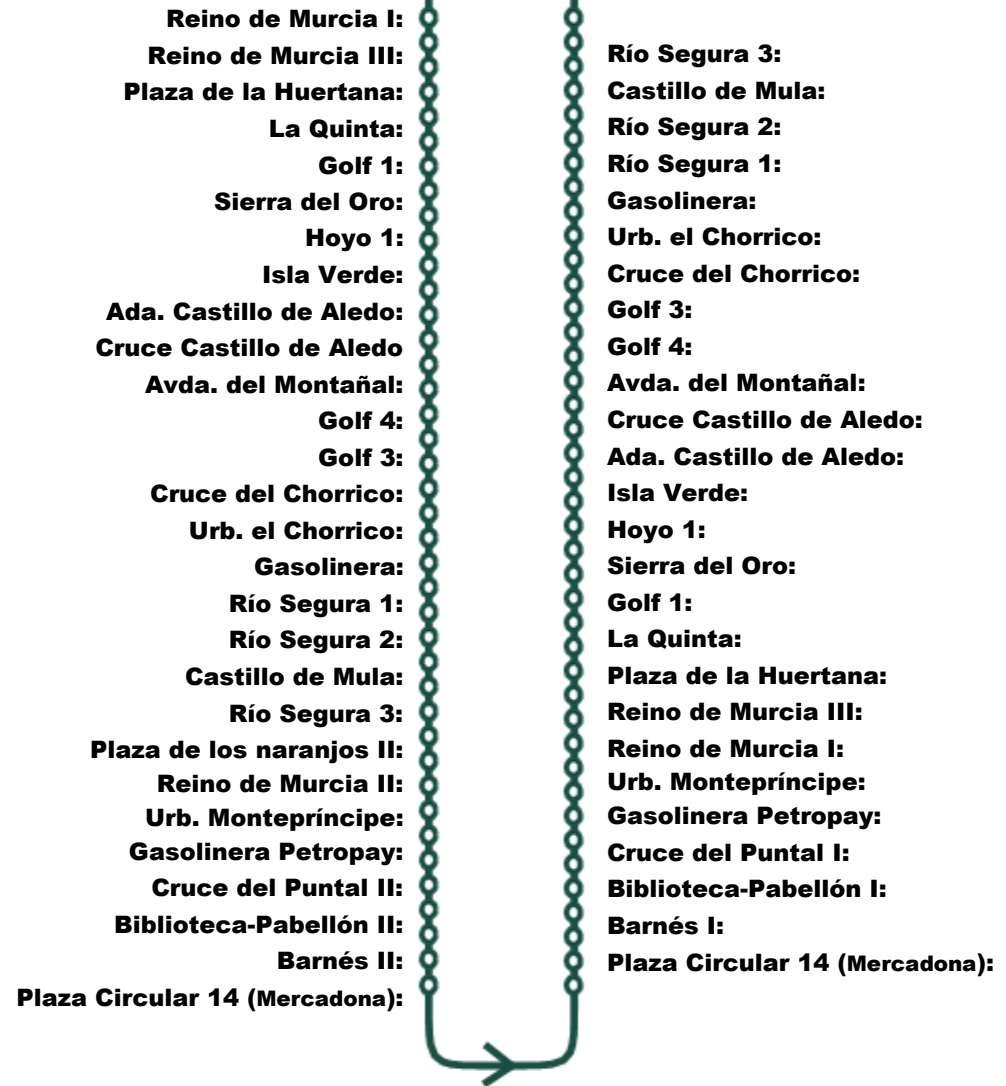 Reino de Murcia I:
Reino de Murcia III:
Plaza de la Huertana:
La Quinta:
Golf 1:
Sierra del Oro:
Hoyo 1:
Isla Verde:
Ada. Castillo de Aledo:
Cruce Castillo de Aledo
Avda. del Montañal:
Golf 4:
Golf 3:
Cruce del Chorrico:
Urb. el Chorrico:
Gasolinera:
Río Segura 1:
Río Segura 2:
Castillo de Mula:
Río Segura 3:
Plaza de los naranjos II:
Reino de Murcia II:
Urb. Montepríncipe:
Gasolinera Petropay:
Cruce del Puntal II:
Biblioteca-Pabellón II:
Barnés II:
Plaza Circular 14 (Mercadona):
Río Segura 3:
Castillo de Mula:
Río Segura 2:
Río Segura 1:
Gasolinera:
Urb. el Chorrico:
Cruce del Chorrico:
Golf 3:
Golf 4:
Avda. del Montañal:
Cruce Castillo de Aledo:
Ada. Castillo de Aledo:
Isla Verde:
Hoyo 1:
Sierra del Oro:
Golf 1:
La Quinta:
Plaza de la Huertana:
Reino de Murcia III:
Reino de Murcia I:
Urb. Montepríncipe:
Gasolinera Petropay:
Cruce del Puntal I:
Biblioteca-Pabellón I:
Barnés I:
Plaza Circular 14 (Mercadona):